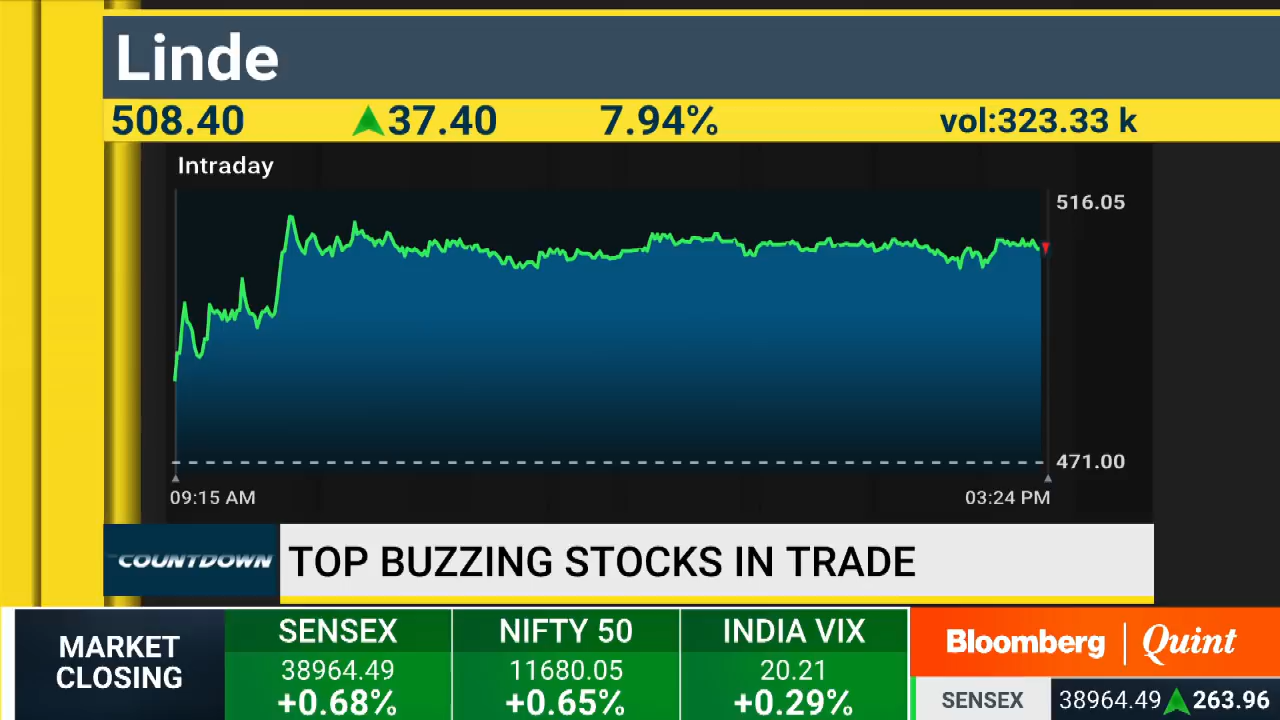 Linde
508.40 37.40 7.94% vol:323.33 k
Intraday
516.05
471.00
09:15 AM 03:24 PM
COUNTDOWN TOP BUZZING STOCKS IN TRADE
MARKET
CLOSING
SENSEX
38964.49
+0.68%
NIFTY 50
11680.05
+0.65%
INDIA VIX
20.21
+0.29%
Bloomberg | Quint
SENSEX 38964.49 263.96